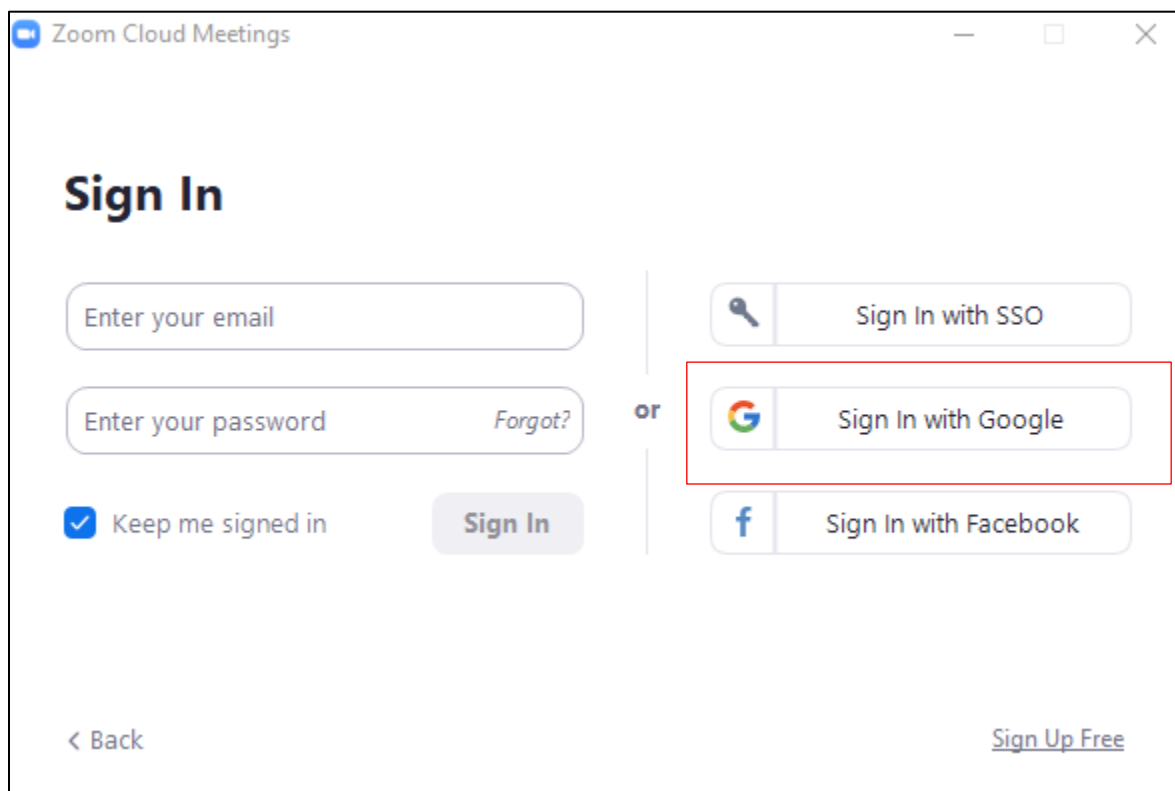 Zoom Cloud Meetings
Sign In
Enter your email
Enter your password Forgot?
Keep me signed in Sign In
or
Sign In with SSO
Sign In with Google
Sign In with Facebook
Back
Sign Up Free